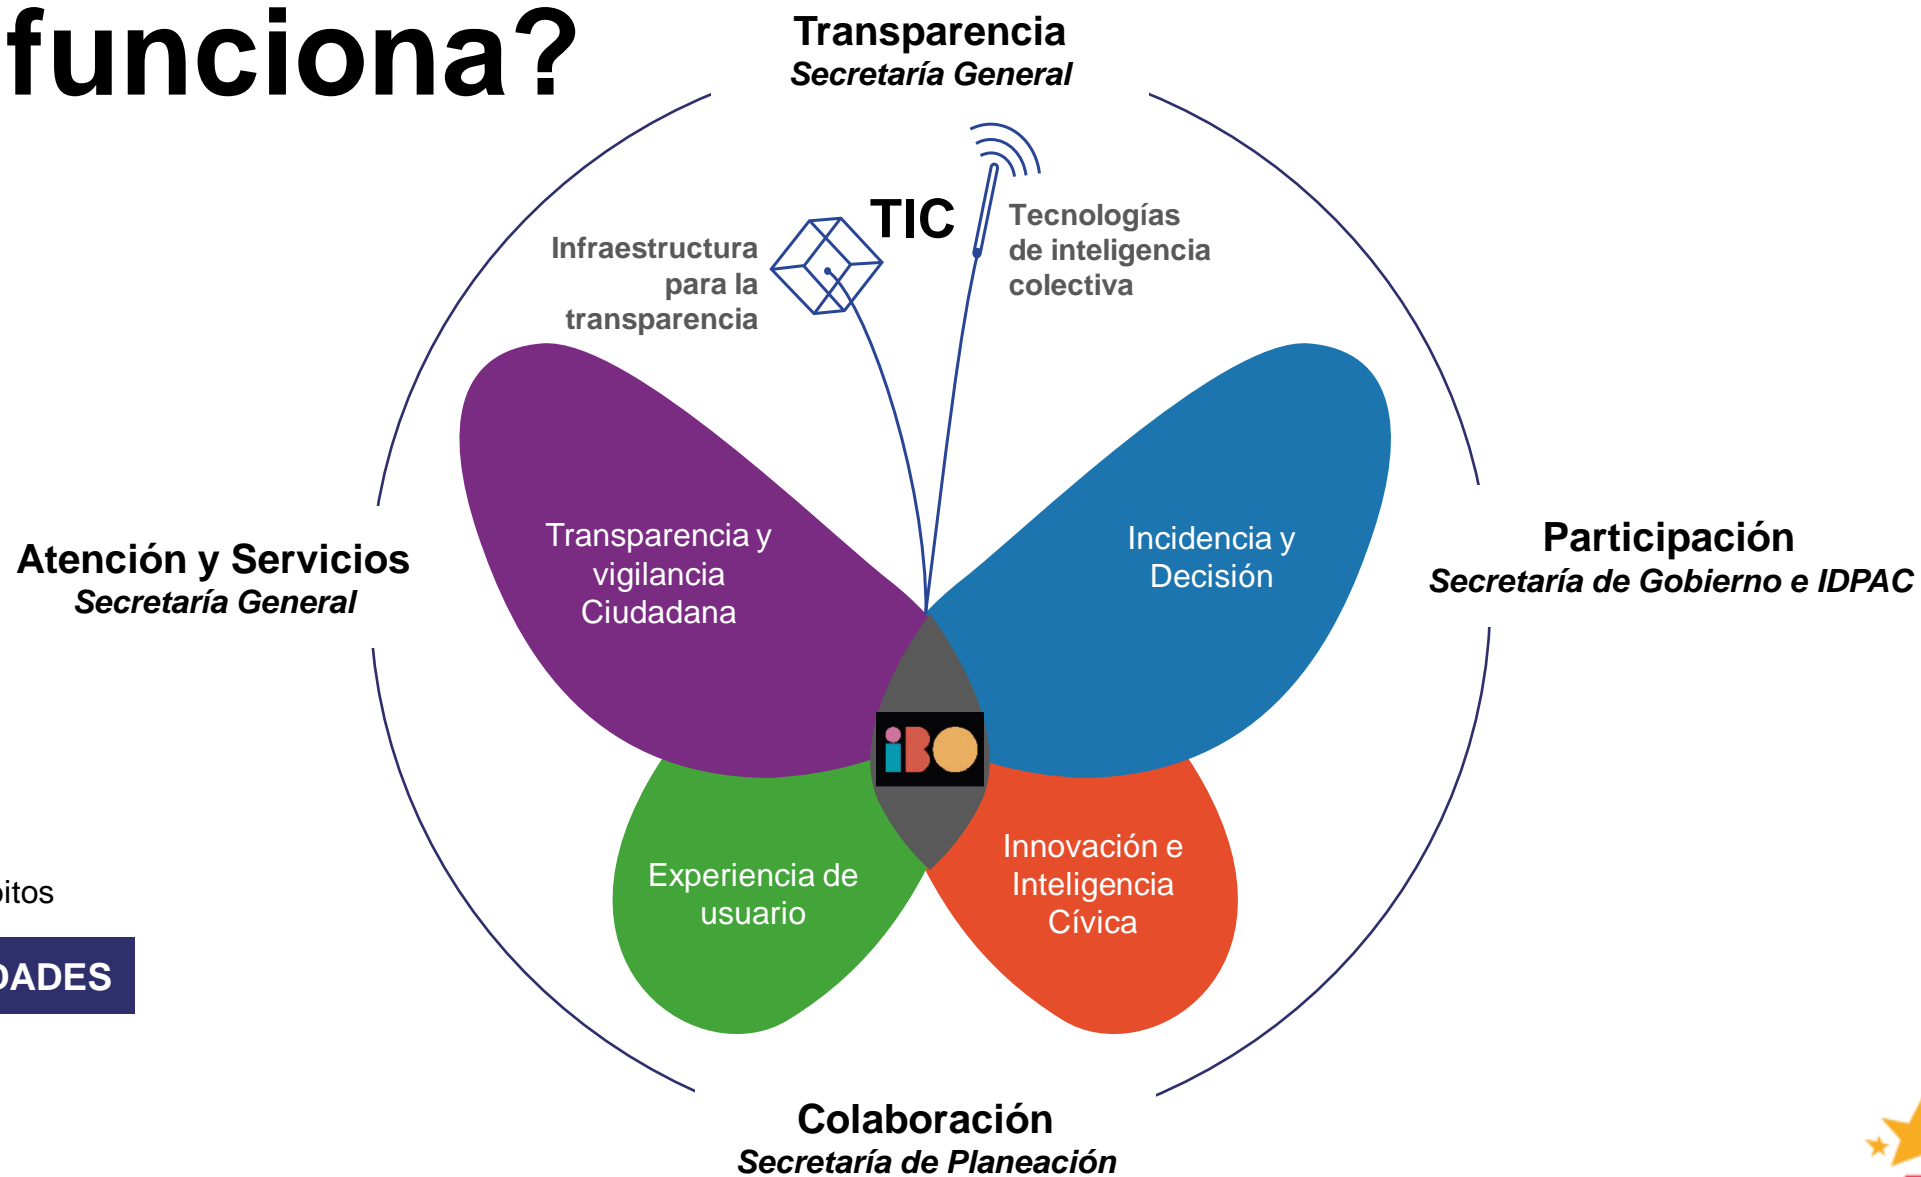 funciona?
Transparencia
Secretaría General
TIC
Infraestructura
para la
transparencia
Tecnologías
de inteligencia
colectiva
Transparencia y
vigilancia
Ciudadana
Incidencia y
Decisión
Atención y Servicios
Secretaría General
Participación
Secretaría de Gobierno e IDPAC
iBO
Experiencia de
usuario
Innovación e
Inteligencia
Cívica
Colaboración
Secretaría de Planeación